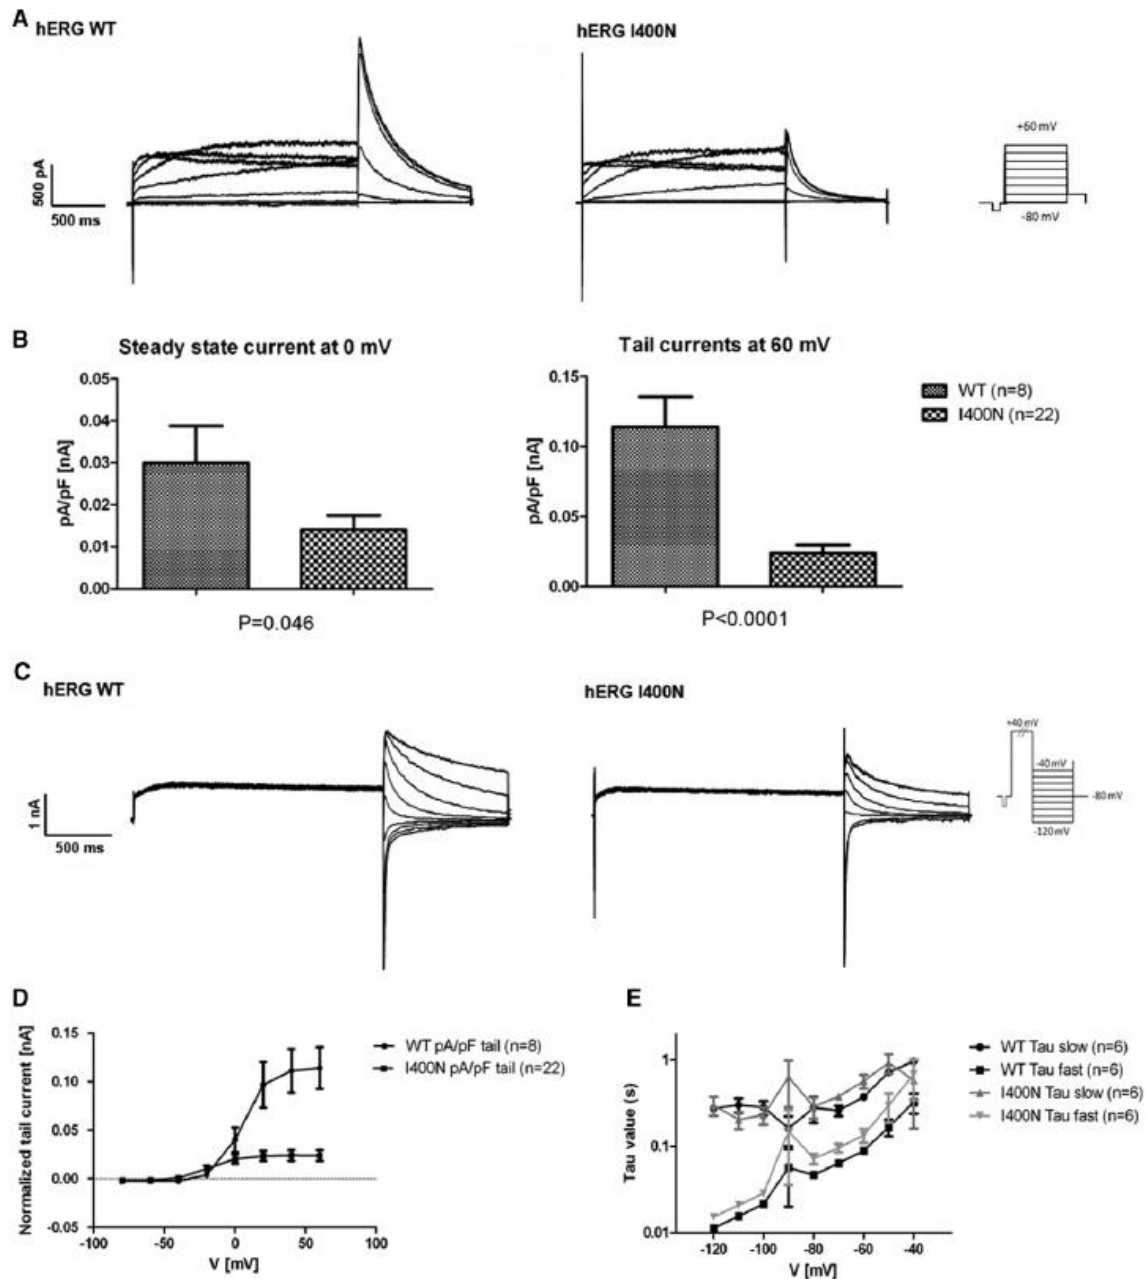 A
hERG WT
hERG I400N
500 pA
500 ms
+60 mV
-80 mV
B
Steady state current at 0 mV
Tail currents at 60 mV
pA/pF [nA]
0.05
0.04
0.03
0.02
0.01
0.00
P=0.046
pA/pF [nA]
0.15
0.10
0.05
0.00
P<0.0001
WT (n=8)
I400N (n=22)
C
hERG WT
hERG I400N
1 nA
500 ms
+40 mV
-40 mV
-80 mV
-120 mV
D
Normalized tail current [nA]
0.15
0.10
0.05
0.00
-0.05
-100 -50 0 50 100
V [mV]
WT pA/pF tail (n=8)
I400N pA/pF tail (n=22)
E
Tau value (s)
1
0.1
0.01
-120 -100 -80 -60 -40
V [mV]
WT Tau slow (n=6)
WT Tau fast (n=6)
I400N Tau slow (n=6)
I400N Tau fast (n=6)